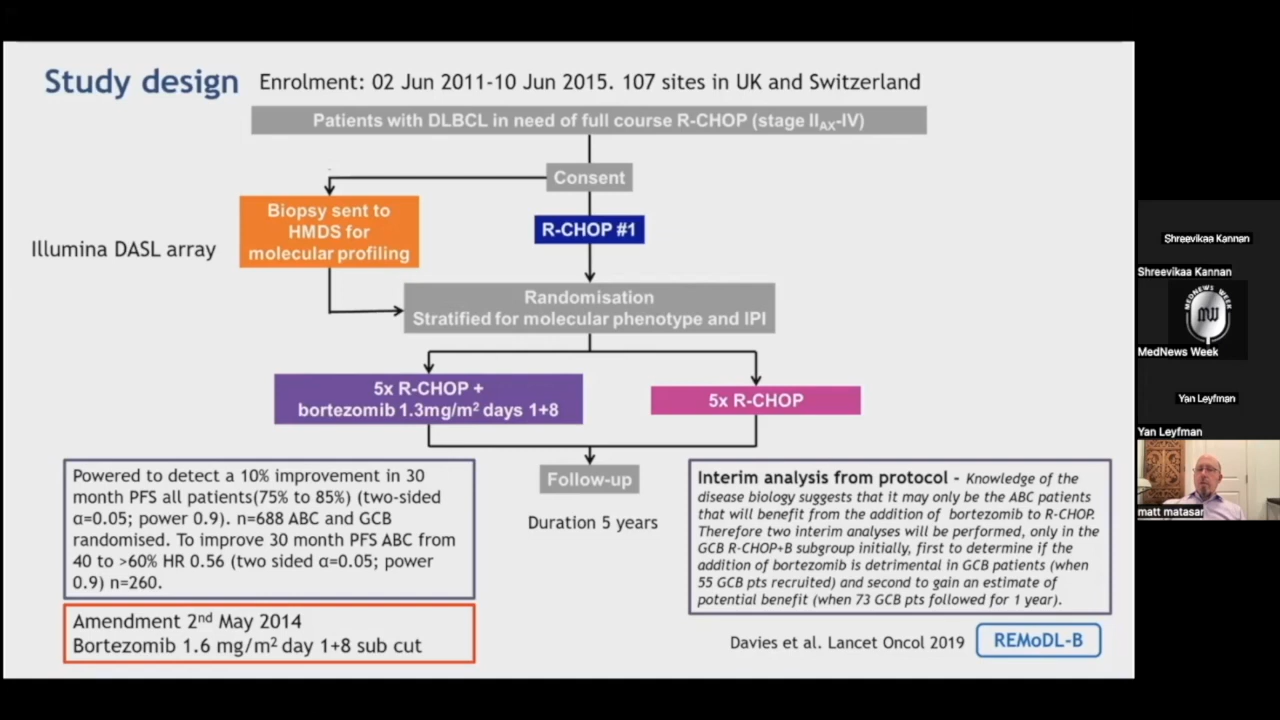 Study design Enrolment: 02 Jun 2011-10 Jun 2015. 107 sites in UK and Switzerland
Patients with DLBCL in need of full course R-CHOP (stage IIAX-IV)
Consent
Biopsy sent to
HMDS for
molecular profiling
Illumina DASL array
R-CHOP #1
Randomisation
Stratified for molecular phenotype and IPI
5x R-CHOP +
bortezomib 1.3mg/m² days 1+8
5x R-CHOP
Follow-up
Duration 5 years
Powered to detect a 10% improvement in 30
month PFS all patients(75% to 85%) (two-sided
α=0.05; power 0.9). n=688 ABC and GCB
randomised. To improve 30 month PFS ABC from
40 to >60% HR 0.56 (two sided α=0.05; power
0.9) n=260.
Amendment 2nd May 2014
Bortezomib 1.6 mg/m² day 1+8 sub cut
Interim analysis from protocol - Knowledge of the
disease biology suggests that it may only be the ABC patients
that will benefit from the addition of bortezomib to R-CHOP.
Therefore two interim analyses will be performed, only in the
GCB R-CHOP+B subgroup initially, first to determine if the
addition of bortezomib is detrimental in GCB patients (when
55 GCB pts recruited) and second to gain an estimate of
potential benefit (when 73 GCB pts followed for 1 year).
Davies et al. Lancet Oncol 2019
REMoDL-B
Shreevikaa Kannan
Shreevikaa Kannan
MEDNEWS WEEK
MW
MedNews Week
Yan Leyfman
Yan Leyfman
matt matasar